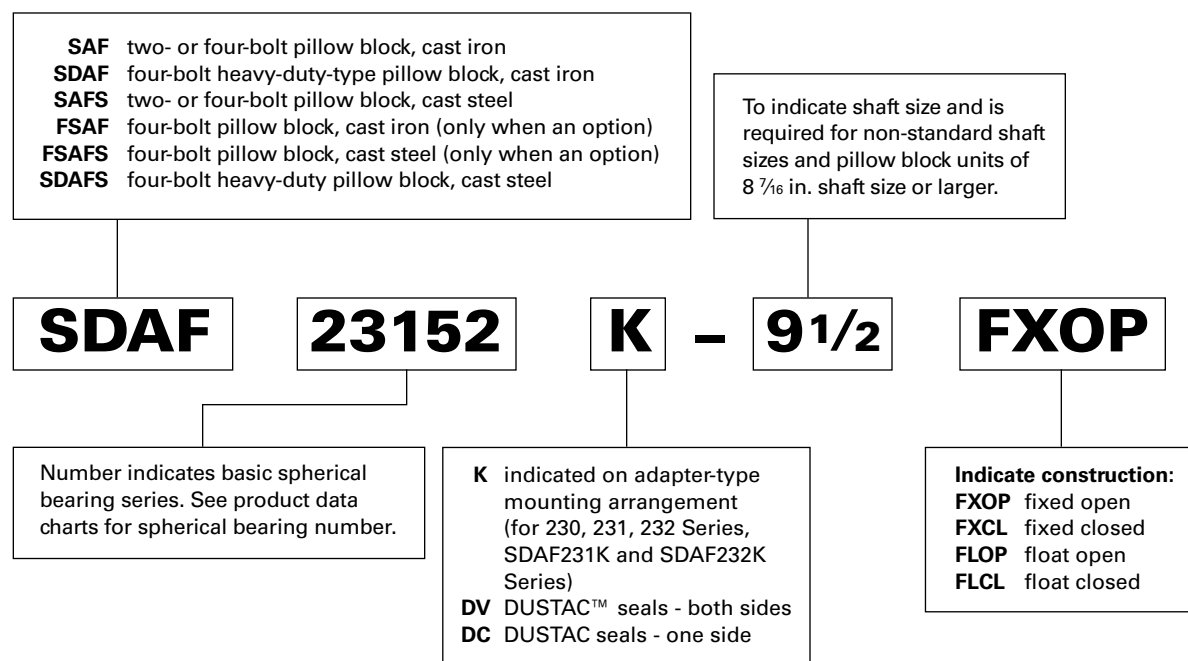 SAF two- or four-bolt pillow block, cast iron
SDAF four-bolt heavy-duty-type pillow block, cast iron
SAFS two- or four-bolt pillow block, cast steel
FSAF four-bolt pillow block, cast iron (only when an option)
FSAFS four-bolt pillow block, cast steel (only when an option)
SDAFS four-bolt heavy-duty pillow block, cast steel
To indicate shaft size and is
required for non-standard shaft
sizes and pillow block units of
8 7/16 in. shaft size or larger.
SDAF 23152 K – 9 1/2 FXOP
Number indicates basic spherical
bearing series. See product data
charts for spherical bearing number.
K indicated on adapter-type
mounting arrangement
(for 230, 231, 232 Series,
SDAF231K and SDAF232K
Series)
DV DUSTAC™ seals - both sides
DC DUSTAC seals - one side
Indicate construction:
FXOP fixed open
FXCL fixed closed
FLOP float open
FLCL float closed